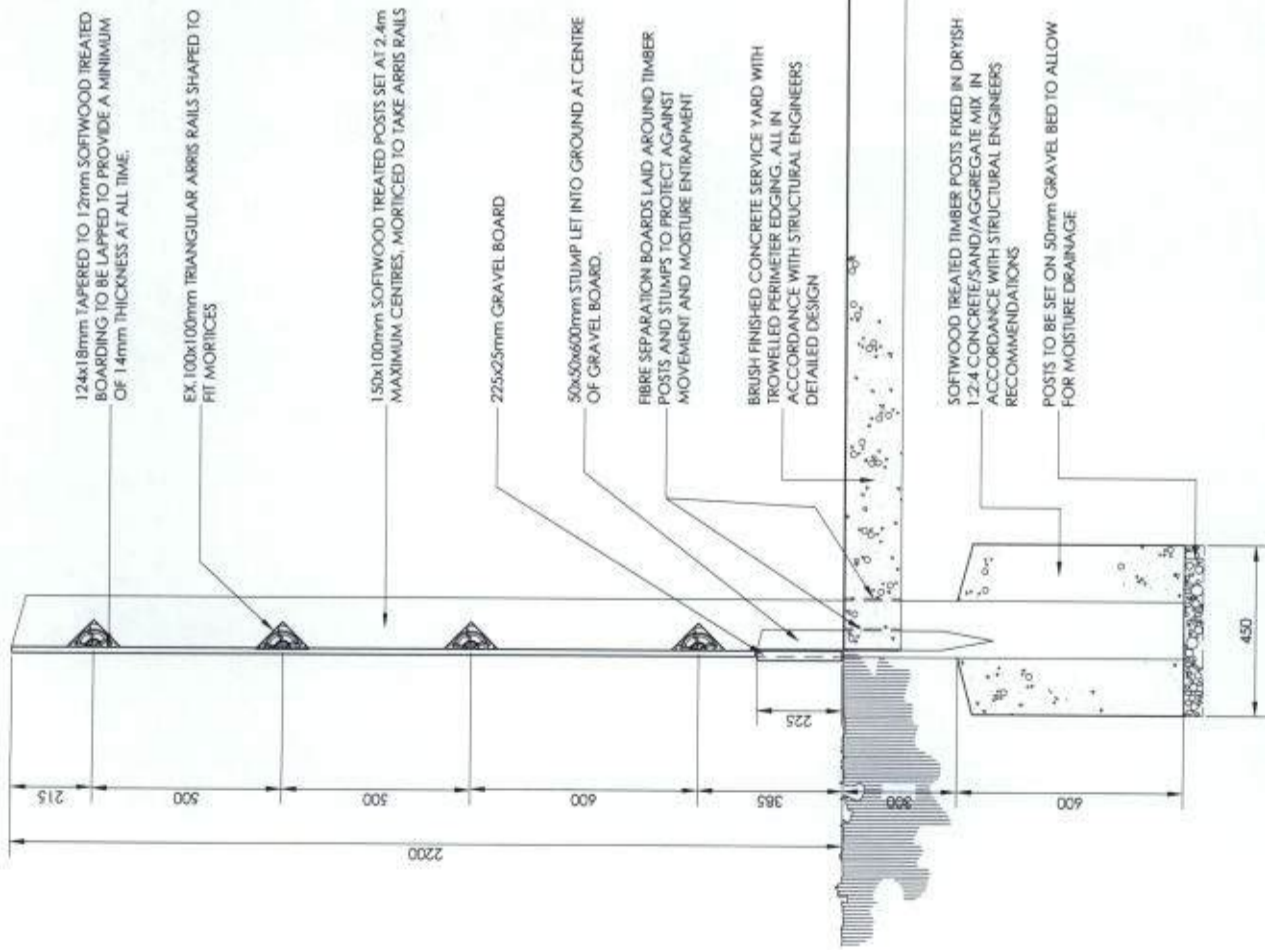 124x18mm TAPERED TO 12mm SOFTWOOD TREATED
BOARDING TO BE LAPPED TO PROVIDE A MINIMUM
OF 14mm THICKNESS AT ALL TIME.
EX.100x100mm TRIANGULAR ARRIS RAILS SHAPED TO
FIT MORTICES
150x100mm SOFTWOOD TREATED POSTS SET AT 2.4m
MAXIMUM CENTRES, MORTICED TO TAKE ARRIS RAILS
225x25mm GRAVEL BOARD
50x50x600mm STUMP LET INTO GROUND AT CENTRE
OF GRAVEL BOARD.
FIBRE SEPARATION BOARDS LAID AROUND TIMBER
POSTS AND STUMPS TO PROTECT AGAINST
MOVEMENT AND MOISTURE ENTRAPMENT
BRUSH FINISHED CONCRETE SERVICE YARD WITH
TROWELLED PERIMETER EDGING. ALL IN
ACCORDANCE WITH STRUCTURAL ENGINEERS
DETAILED DESIGN
SOFTWOOD TREATED TIMBER POSTS FIXED IN DRYISH
1:2:4 CONCRETE/SAND/AGGREGATE MIX IN
ACCORDANCE WITH STRUCTURAL ENGINEERS
RECOMMENDATIONS
POSTS TO BE SET ON 50mm GRAVEL BED TO ALLOW
FOR MOISTURE DRAINAGE
215
500
500
600
385
300
600
2200
225
450